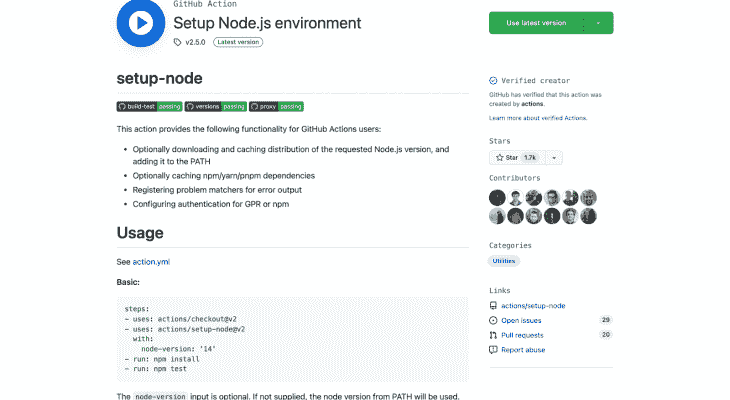 GitHub Action
Setup Node.js environment
v2.5.0 Latest version
Use latest version
setup-node
build-test passing versions passing proxy passing
This action provides the following functionality for GitHub Actions users:
• Optionally downloading and caching distribution of the requested Node.js version, and
adding it to the PATH
• Optionally caching npm/yarn/pnpm dependencies
• Registering problem matchers for error output
• Configuring authentication for GPR or npm
Usage
See action.yml
Basic:
steps:
- uses: actions/checkout@v2
- uses: actions/setup-node@v2
with:
node-version: '14'
- run: npm install
- run: npm test
The node-version input is optional. If not supplied, the node version from PATH will be used.
Verified creator
GitHub has verified that this action was
created by actions.
Learn more about verified Actions.
Stars
Star 1.7k
Contributors
Categories
Utilities
Links
actions/setup-node
Open issues 29
Pull requests 20
Report abuse